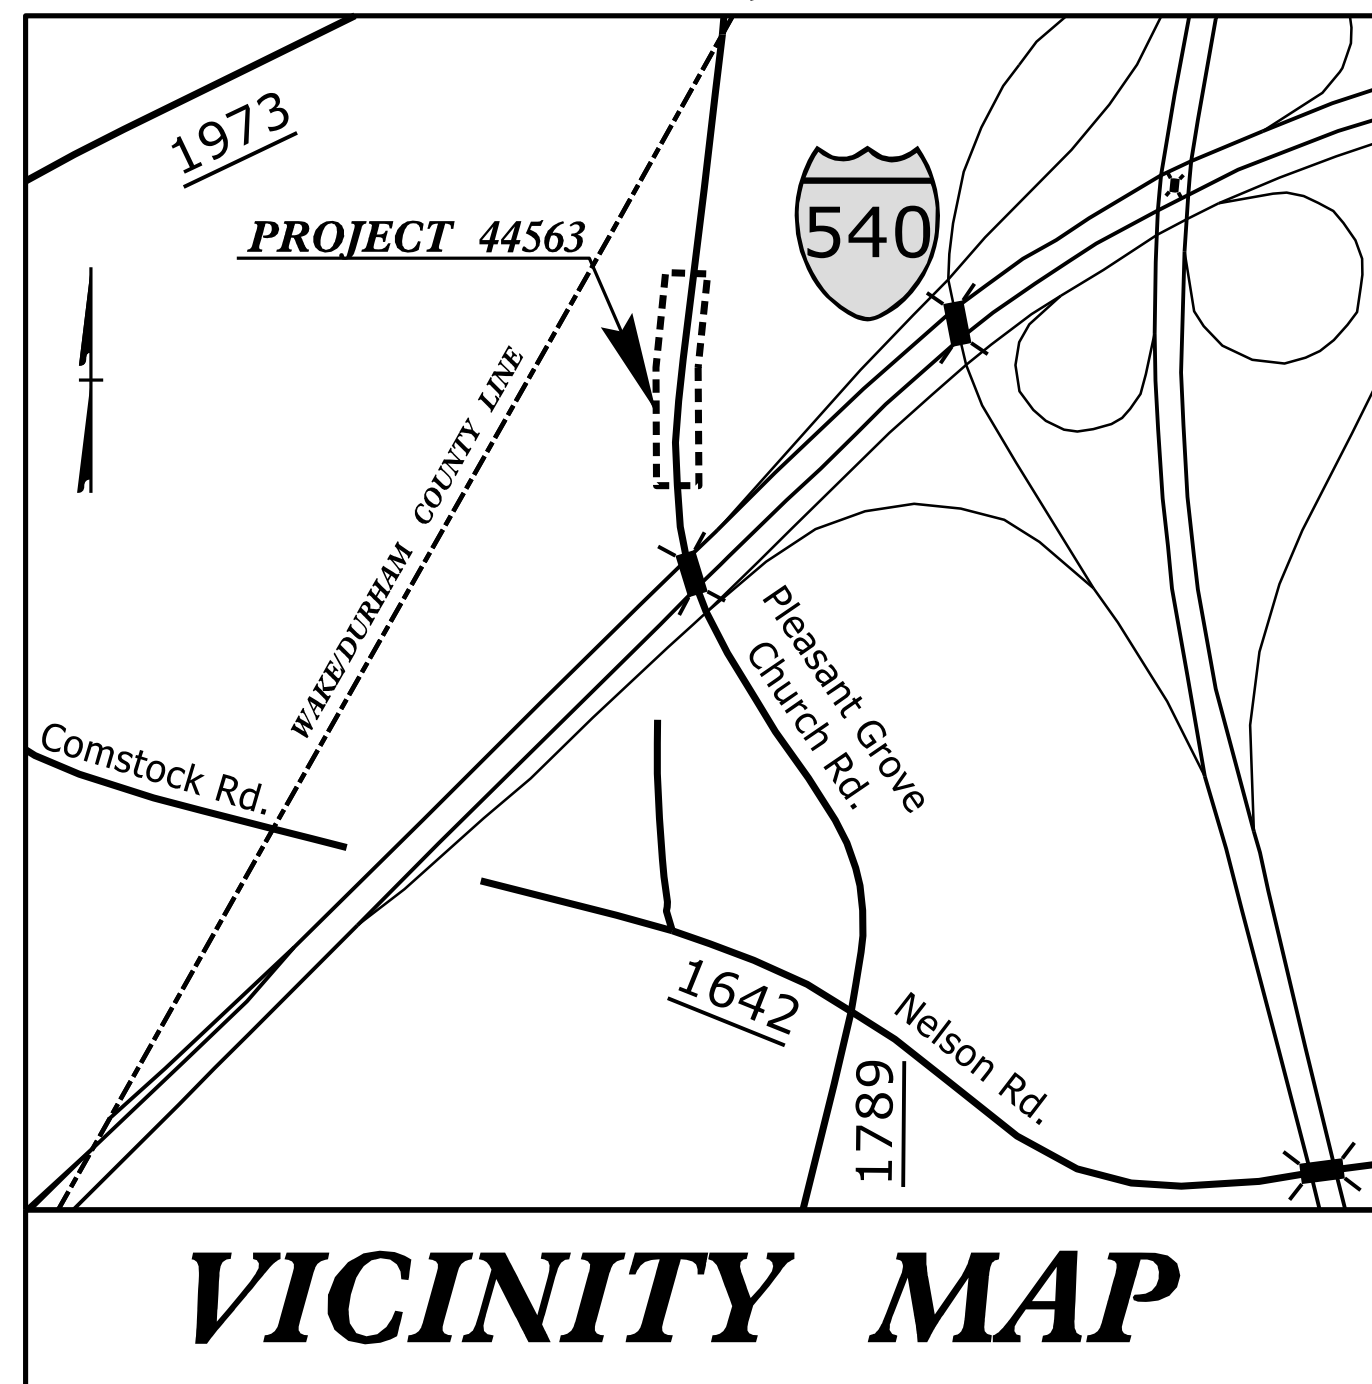 1973
PROJECT 44563
540
WAKE/DURHAM COUNTY LINE
Pleasant Grove
Church Rd.
Comstock Rd.
1642
Nelson Rd.
1789
VICINITY MAP